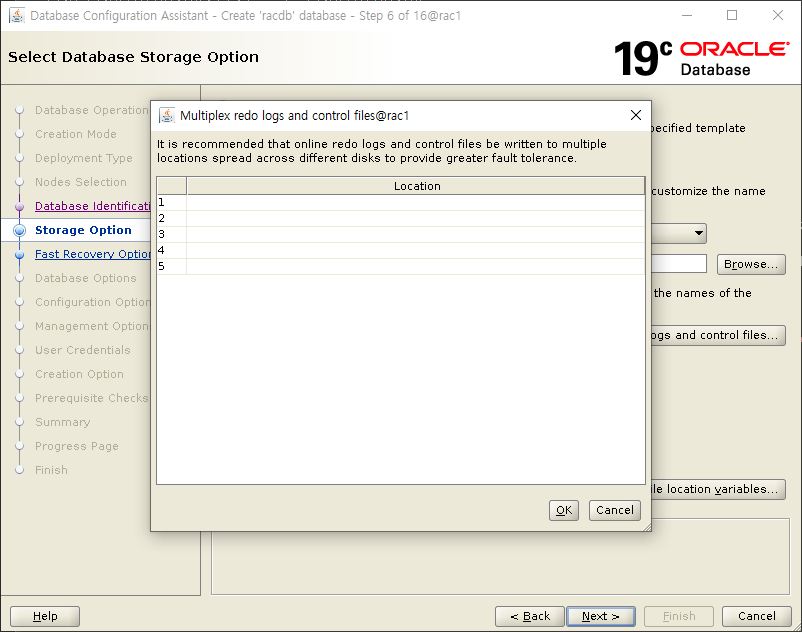 Database Configuration Assistant - Create 'racdb' database - Step 6 of 16@rac1
Select Database Storage Option
19c ORACLE
Database
Database Operation
Creation Mode
Deployment Type
Nodes Selection
Database Identificati
Storage Option
Fast Recovery Option
Database Options
Configuration Option
Management Option
User Credentials
Creation Option
Prerequisite Checks
Summary
Progress Page
Finish
Multiplex redo logs and control files@rac1
It is recommended that online redo logs and control files be written to multiple
locations spread across different disks to provide greater fault tolerance.
Location
1
2
3
4
5
OK
Cancel
pecified template
customize the name
Browse...
the names of the
ogs and control files...
ile location variables...
Help
< Back
Next >
Finish
Cancel